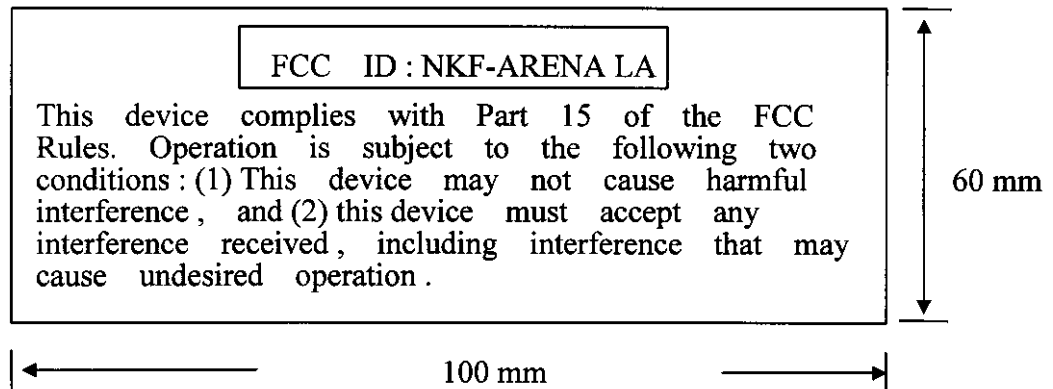 FCC ID : NKF-ARENA LA
This device complies with Part 15 of the FCC
Rules. Operation is subject to the following two
conditions : (1) This device may not cause harmful
interference , and (2) this device must accept any
interference received , including interference that may
cause undesired operation .
60 mm
100 mm